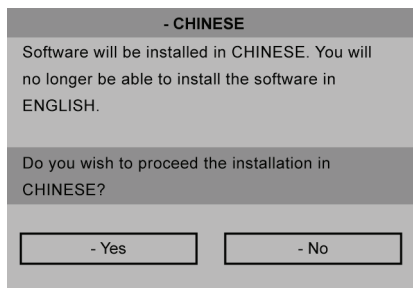 - CHINESE
Software will be installed in CHINESE. You will
no longer be able to install the software in
ENGLISH.
Do you wish to proceed the installation in
CHINESE?
- Yes
- No